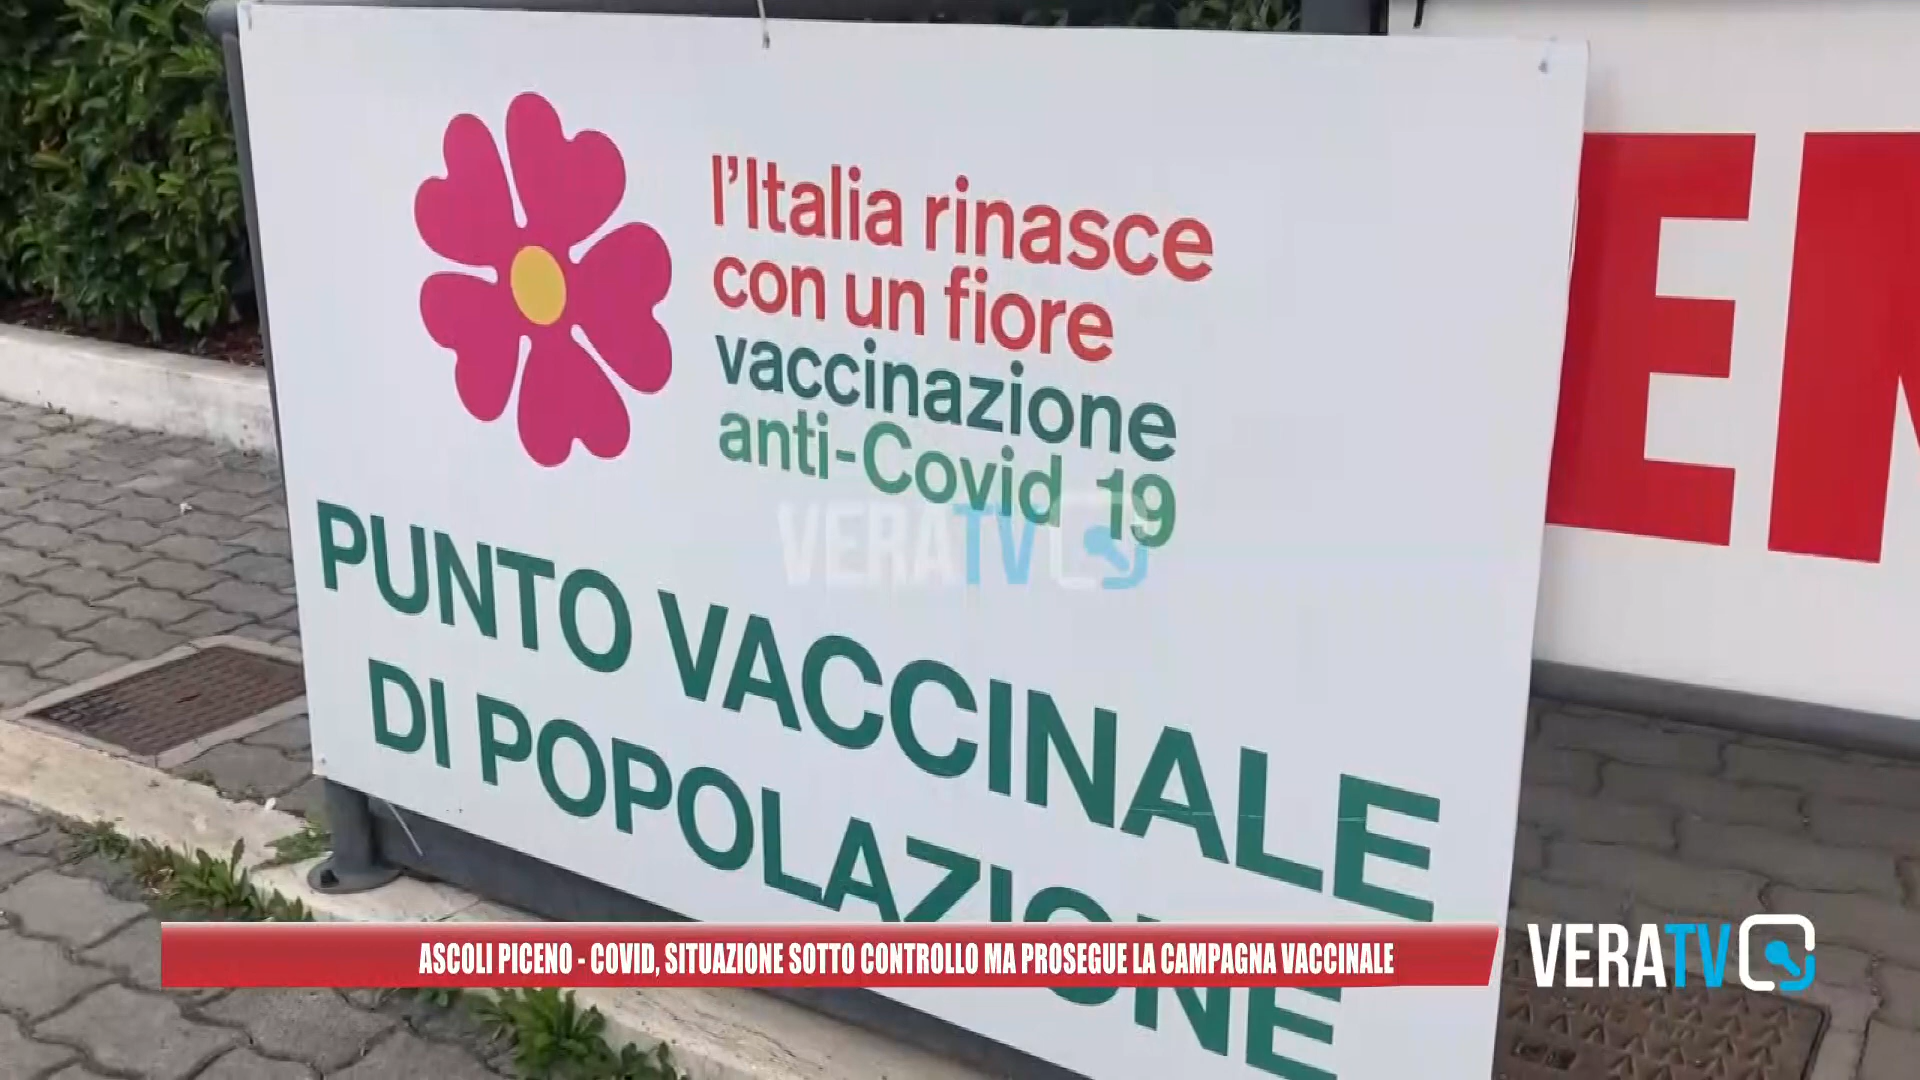 l'Italia rinasce
con un fiore
vaccinazione
anti-Covid 19
VERATV
PUNTO VACCINALE
DI POPOLAZIONE
ASCOLI PICENO - COVID, SITUAZIONE SOTTO CONTROLLO MA PROSEGUE LA CAMPAGNA VACCINALE
VERATV